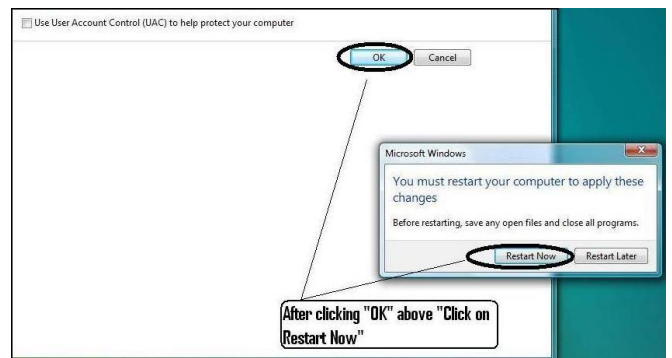 Use User Account Control (UAC) to help protect your computer
OK Cancel
Microsoft Windows
You must restart your computer to apply these
changes
Before restarting, save any open files and close all programs.
Restart Now Restart Later
After clicking "OK" above "Click on
Restart Now"